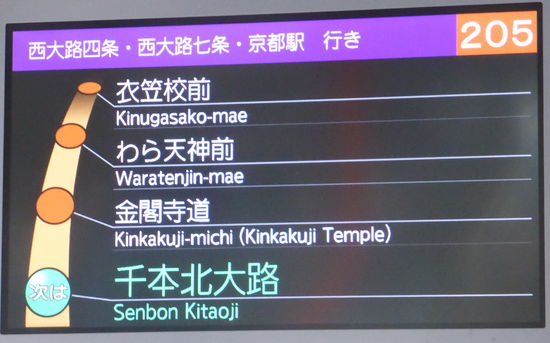 西大路四条・西大路七条・京都駅 行き
205
衣笠校前
Kinugasako-mae
わら天神前
Waratenjin-mae
金閣寺道
Kinkakuji-michi (Kinkakuji Temple)
次は
千本北大路
Senbon Kitaoji